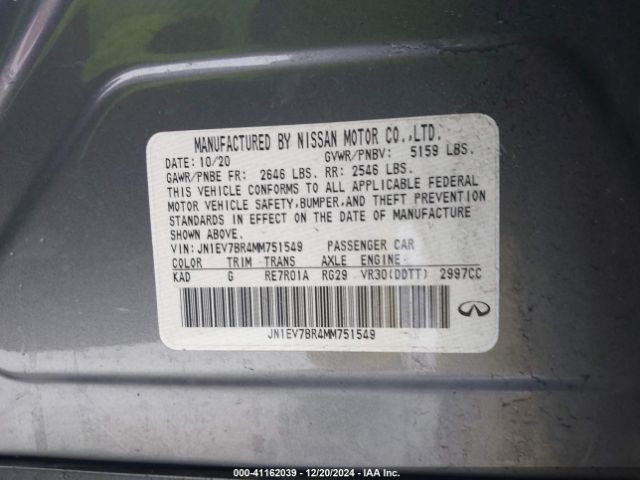 MANUFACTURED BY NISSAN MOTOR CO.,LTD.
DATE: 10/20 GVWR/PNBV: 5159 LBS.
GAWR/PNBE FR: 2646 LBS. RR: 2546 LBS.
THIS VEHICLE CONFORMS TO ALL APPLICABLE FEDERAL
MOTOR VEHICLE SAFETY,BUMPER,AND THEFT PREVENTION
STANDARDS IN EFFECT ON THE DATE OF MANUFACTURE
SHOWN ABOVE.
VIN:JN1EV7BR4MM751549 PASSENGER CAR
COLOR TRIM TRANS AXLE ENGINE:
KAD G RE7R01A RG29 VR30(DDTT) 2997CC
JN1EV7BR4MM751549
000-41162039 - 12/20/2024 - IAA Inc.